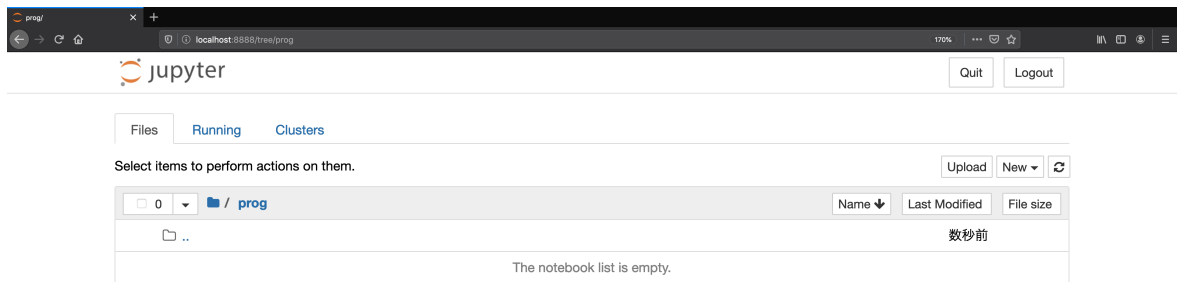 prog/
localhost:8888/tree/prog 170%
jupyter Quit Logout
Files Running Clusters
Select items to perform actions on them. Upload New
0 / prog Name Last Modified File size
.. 数秒前
The notebook list is empty.